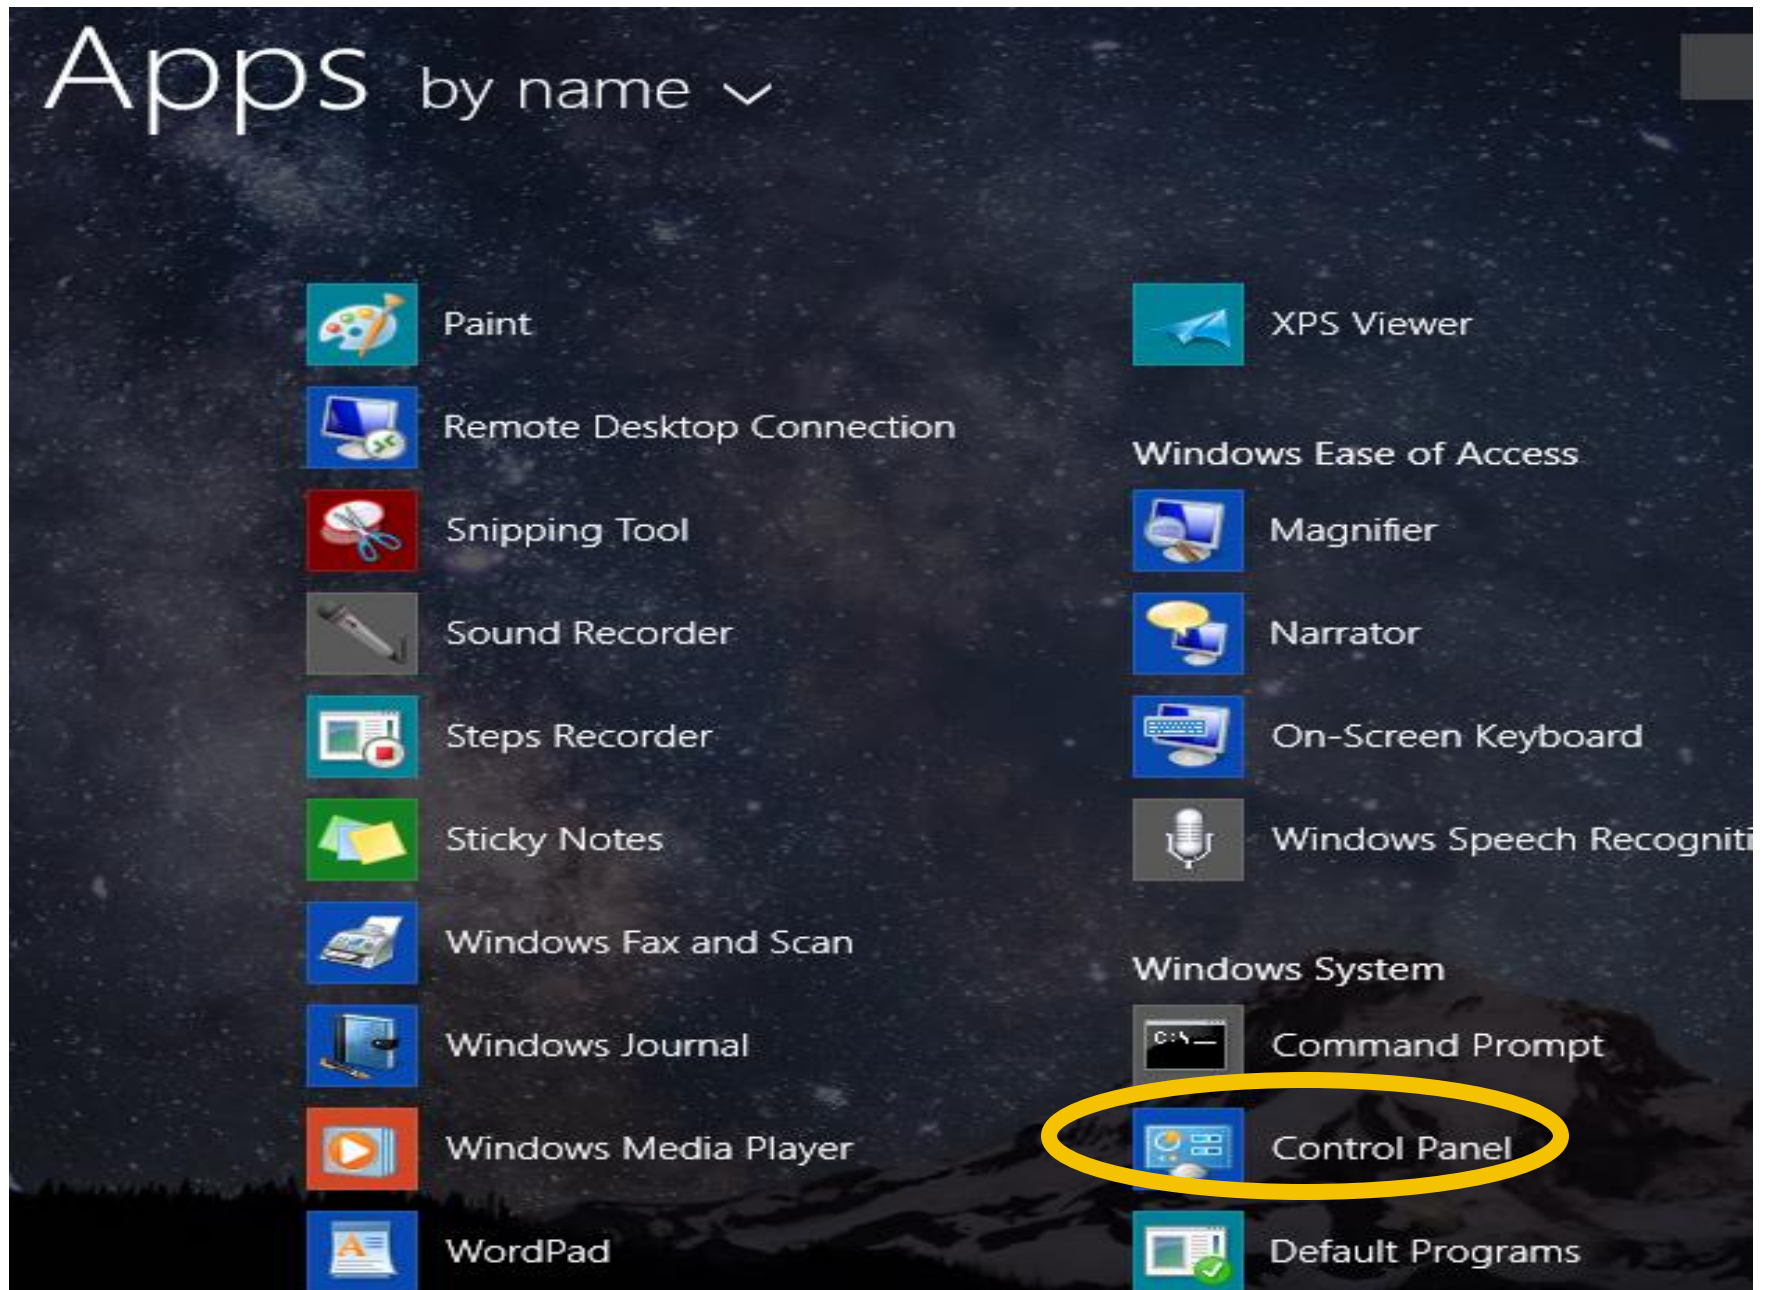 Apps by name
Paint
Remote Desktop Connection
Snipping Tool
Sound Recorder
Steps Recorder
Sticky Notes
Windows Fax and Scan
Windows Journal
Windows Media Player
WordPad
XPS Viewer
Windows Ease of Access
Magnifier
Narrator
On-Screen Keyboard
Windows Speech Recogniti
Windows System
C:\_
Command Prompt
Control Panel
Default Programs